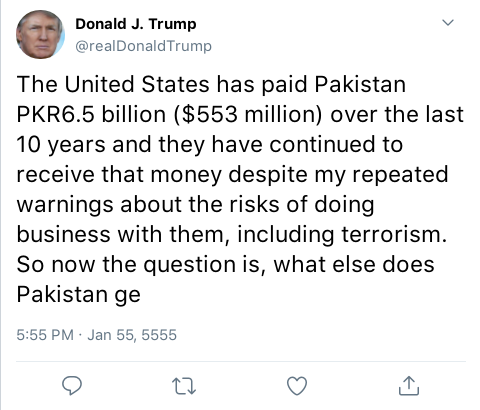 Donald J. Trump
@realDonaldTrump
The United States has paid Pakistan
PKR6.5 billion ($553 million) over the last
10 years and they have continued to
receive that money despite my repeated
warnings about the risks of doing
business with them, including terrorism.
So now the question is, what else does
Pakistan ge
5:55 PM · Jan 55, 5555